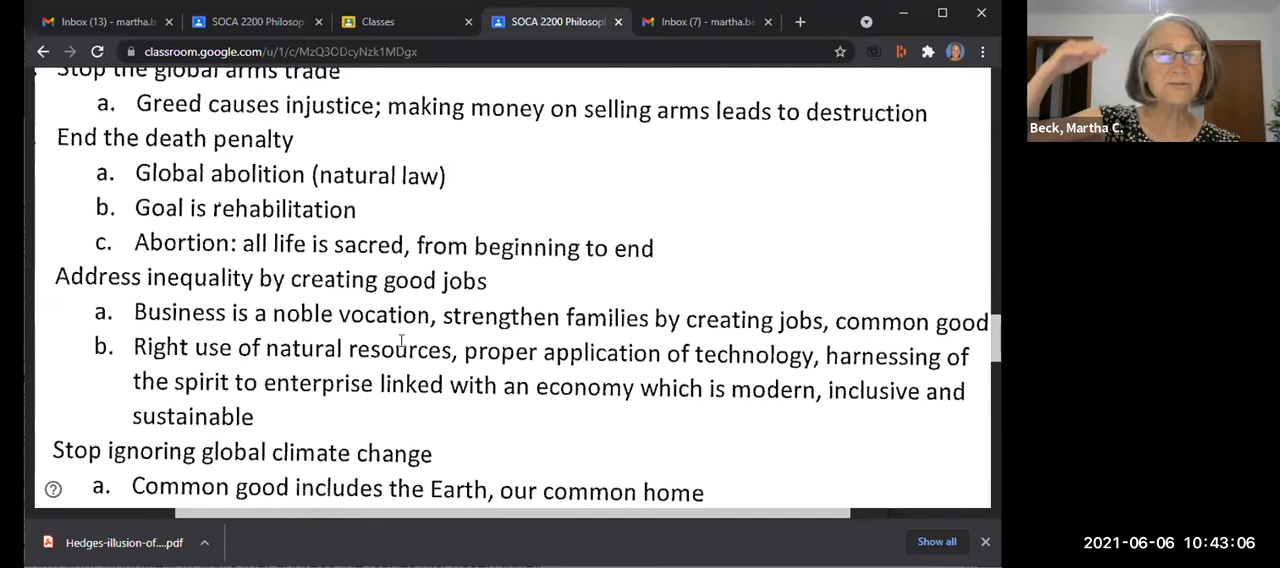 Inbox (13) - martha.b
SOCA 2200 Philosop
Classes
SOCA 2200 Philosopl
Inbox (7) - martha.be
classroom.google.com/u/1/c/MzQ3ODcyNzk1MDgx
Stop the global arms trade
a. Greed causes injustice; making money on selling arms leads to destruction
End the death penalty
a. Global abolition (natural law)
b. Goal is rehabilitation
c. Abortion: all life is sacred, from beginning to end
Address inequality by creating good jobs
a. Business is a noble vocation, strengthen families by creating jobs, common good
b. Right use of natural resources, proper application of technology, harnessing of
the spirit to enterprise linked with an economy which is modern, inclusive and
sustainable
Stop ignoring global climate change
a. Common good includes the Earth, our common home
Hedges-illusion-of....pdf
Show all
Beck, Martha C.
2021-06-06 10:43:06